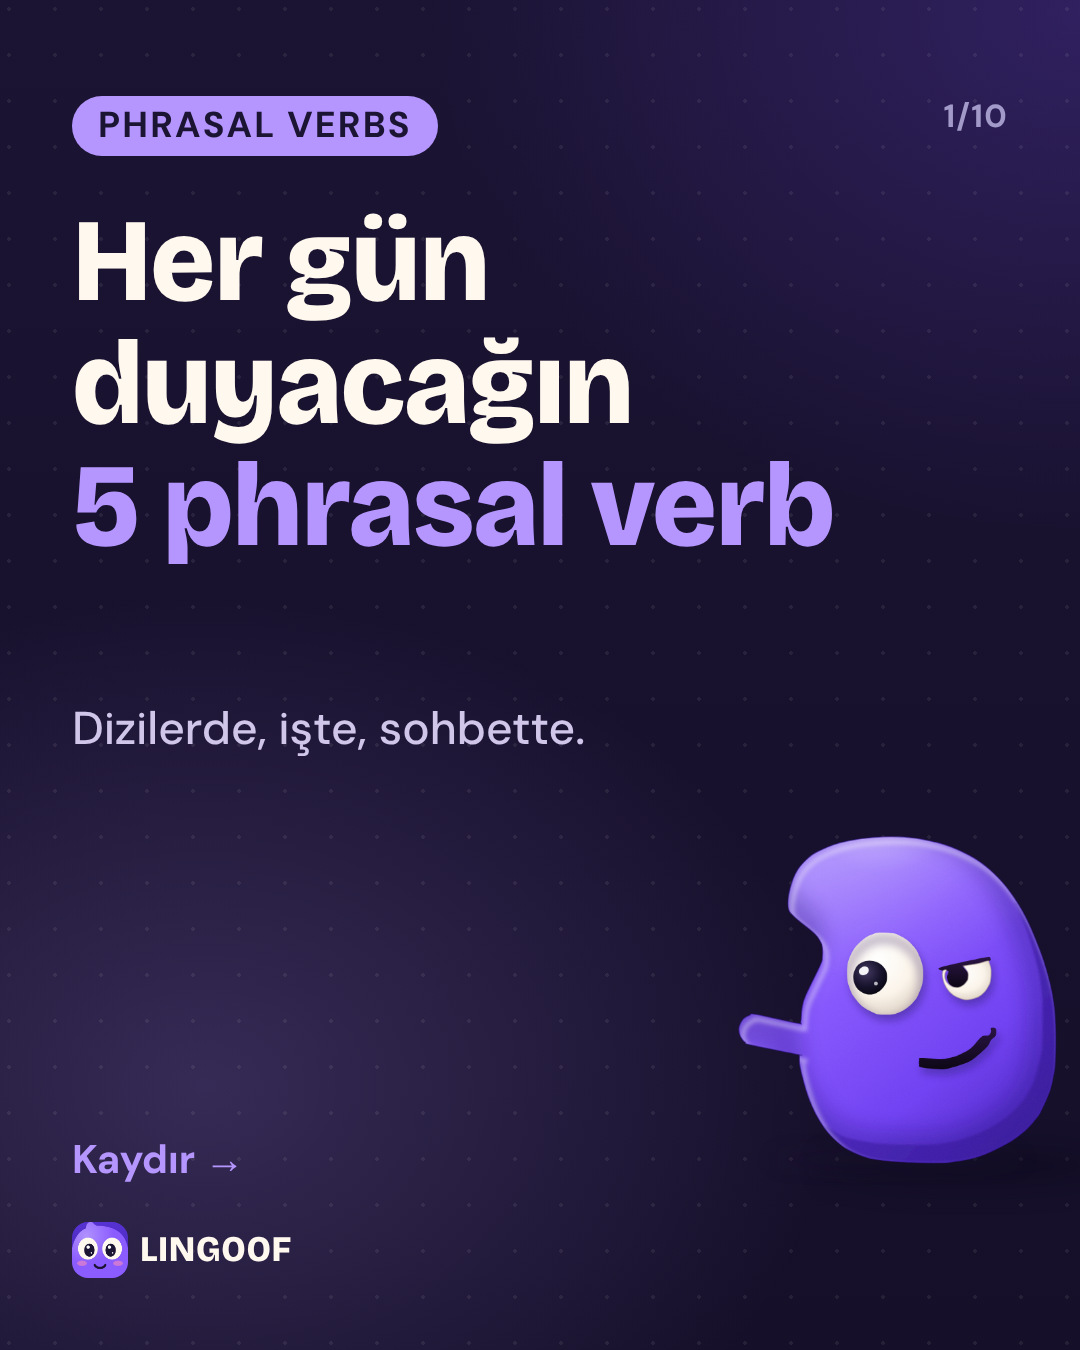 PHRASAL VERBS
1/10
Her gün
duyacağın
5 phrasal verb
Dizilerde, işte, sohbette.
Kaydır →
LINGOOF